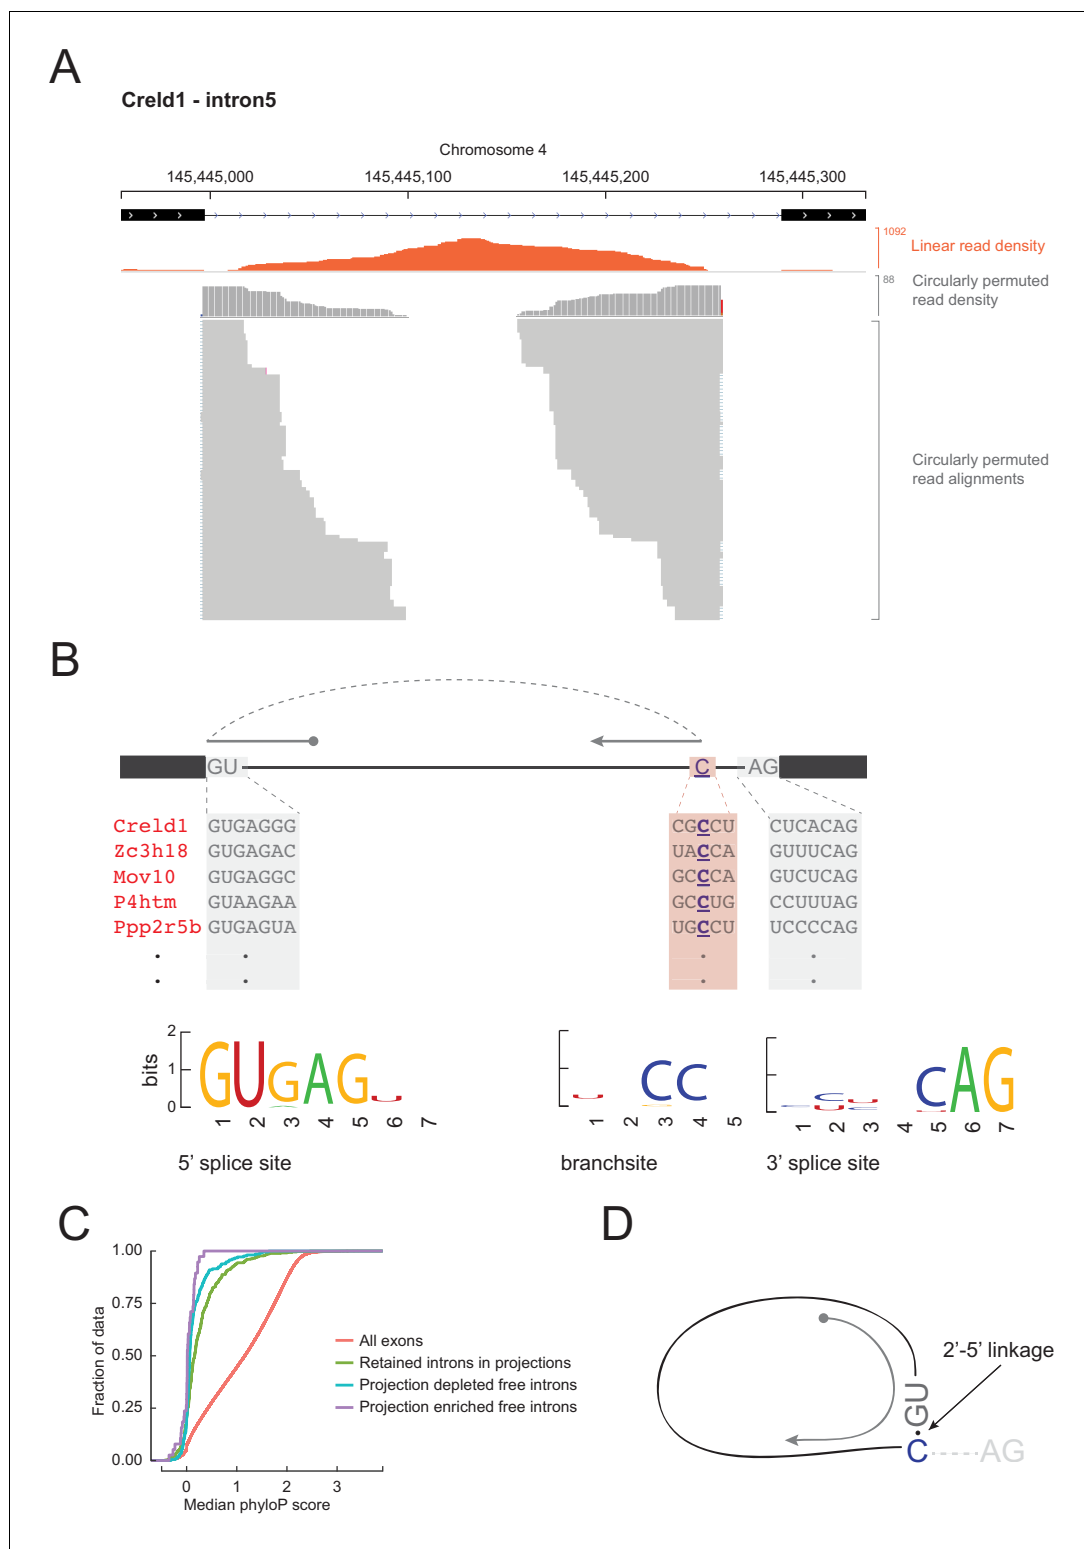 A
Creld1 - intron5
Chromosome 4
145,445,000 145,445,100 145,445,200 145,445,300
1092
Linear read density
88
Circularly permuted
read density
Circularly permuted
read alignments
B
GU C AG
Creld1 GUGAGGG CGCCU CUCACAG
Zc3h18 GUGAGAC UACCA GUUUCAG
Mov10 GUGAGGC GCCCA GUCUCAG
P4htm GUAAGAA GCCUG CCUUUAG
Ppp2r5b GUGAGUA UGCCU UCCCCAG
2
1
0
bits
GUGAGU
U CC
C CU CAG
U C U
1 2 3 4 5 6 7
1 2 3 4 5
1 2 3 4 5 6 7
5’ splice site
branchsite
3’ splice site
C
1.00
0.75
0.50
0.25
0.00
Fraction of data
0 1 2 3
Median phyloP score
All exons
Retained introns in projections
Projection depleted free introns
Projection enriched free introns
D
2’-5’ linkage
GU
C AG